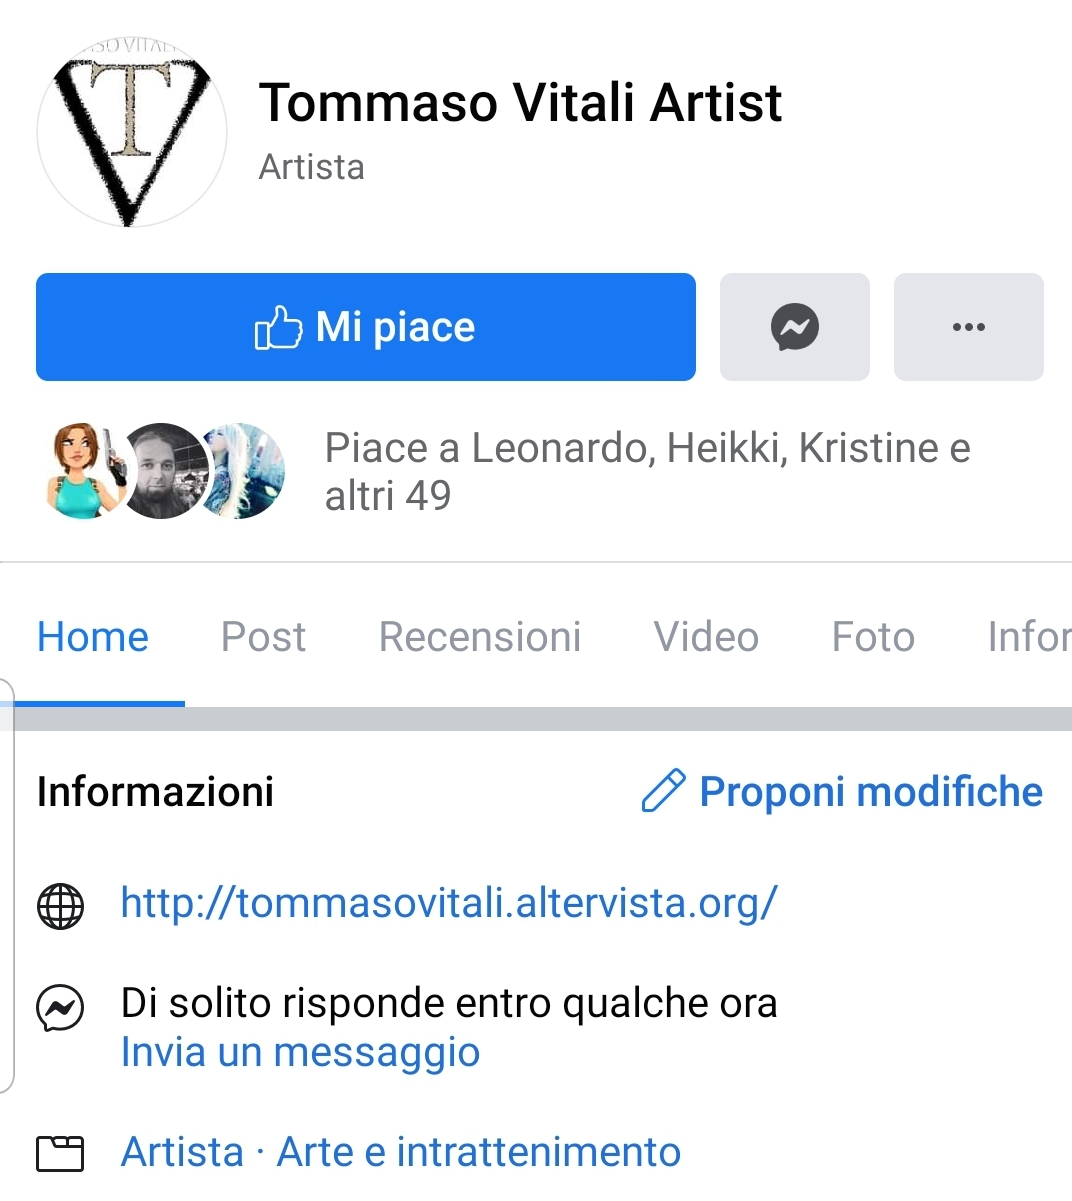 SO VITALI
T
Tommaso Vitali Artist
Artista
Mi piace
Piace a Leonardo, Heikki, Kristine e
altri 49
Home Post Recensioni Video Foto Infor
Informazioni
Proponi modifiche
http://tommasovitali.altervista.org/
Di solito risponde entro qualche ora
Invia un messaggio
Artista · Arte e intrattenimento